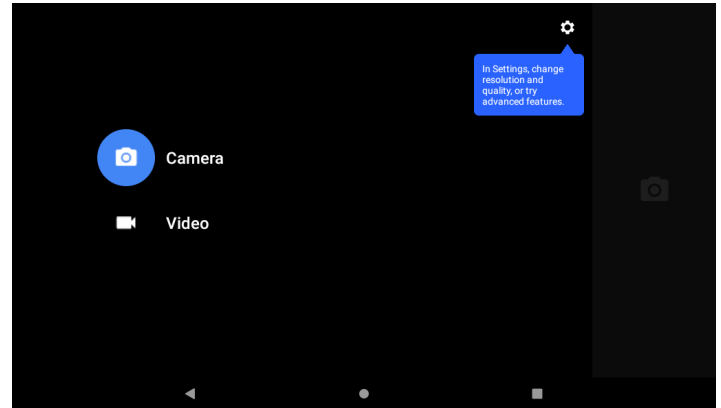 In Settings, change
resolution and
quality, or try
advanced features.
Camera
Video